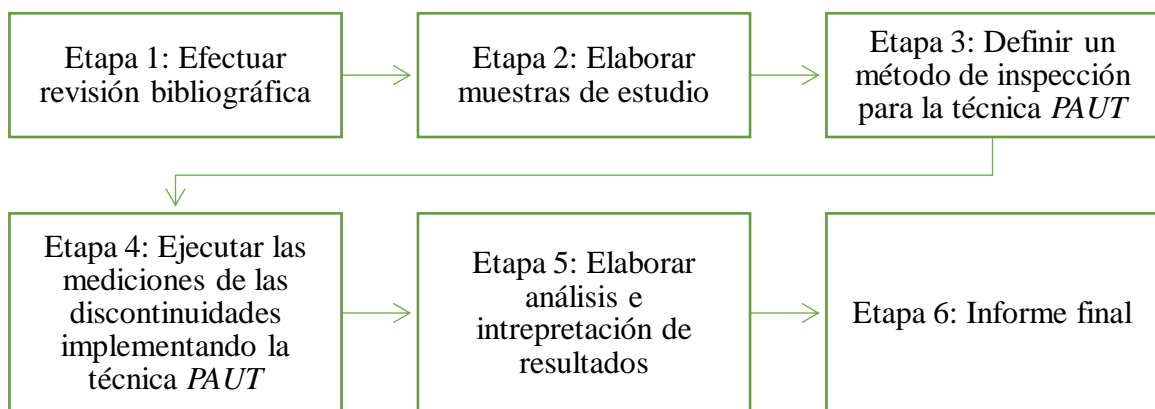 Etapa 1: Efectuar
revisión bibliográfica
Etapa 2: Elaborar
muestras de estudio
Etapa 3: Definir un
método de inspección
para la técnica PAUT
Etapa 4: Ejecutar las
mediciones de las
discontinuidades
implementando la
técnica PAUT
Etapa 5: Elaborar
análisis e
intrepretación de
resultados
Etapa 6: Informe final